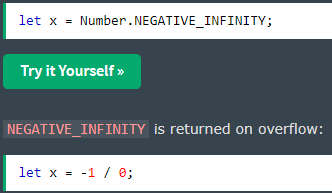 let x = Number.NEGATIVE_INFINITY;
Try it Yourself »
NEGATIVE_INFINITY is returned on overflow:
let x = -1 / 0;